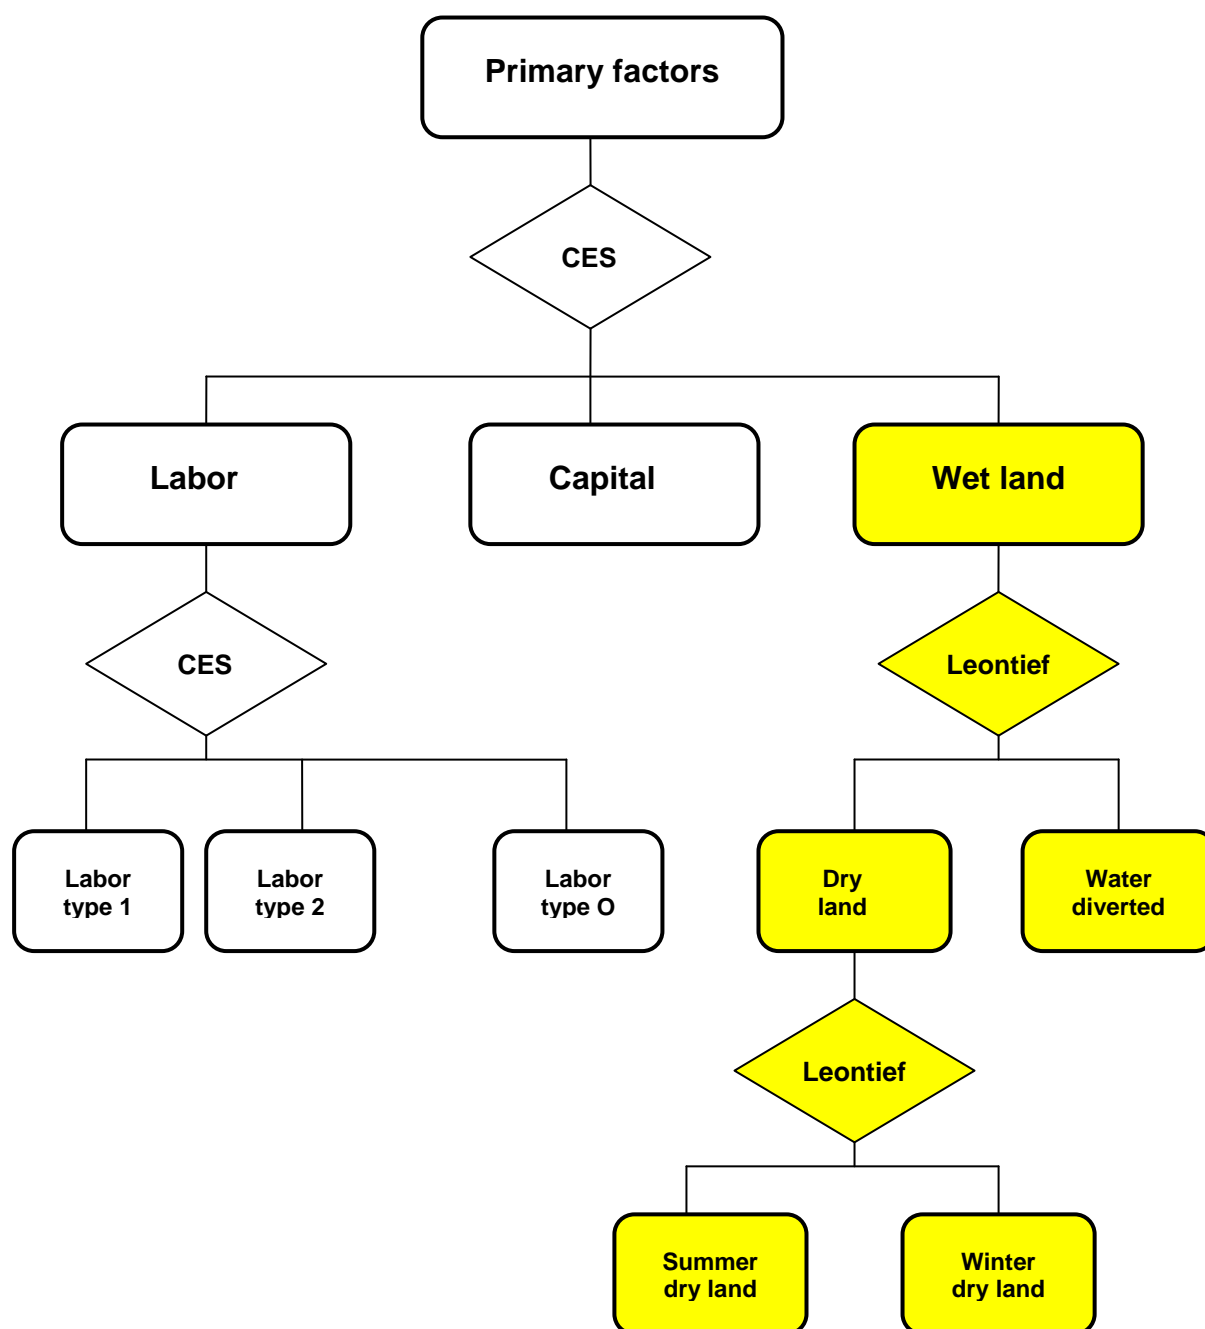 Primary factors
CES
Labor
Capital
Wet land
CES
Leontief
Labor
type 1
Labor
type 2
Labor
type O
Dry
land
Water
diverted
Leontief
Summer
dry land
Winter
dry land